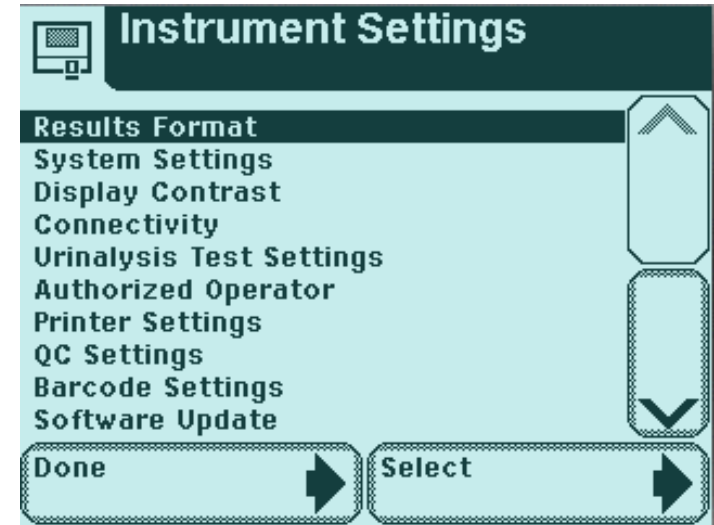 Instrument Settings
Results Format
System Settings
Display Contrast
Connectivity
Urinalysis Test Settings
Authorized Operator
Printer Settings
QC Settings
Barcode Settings
Software Update
Done
Select